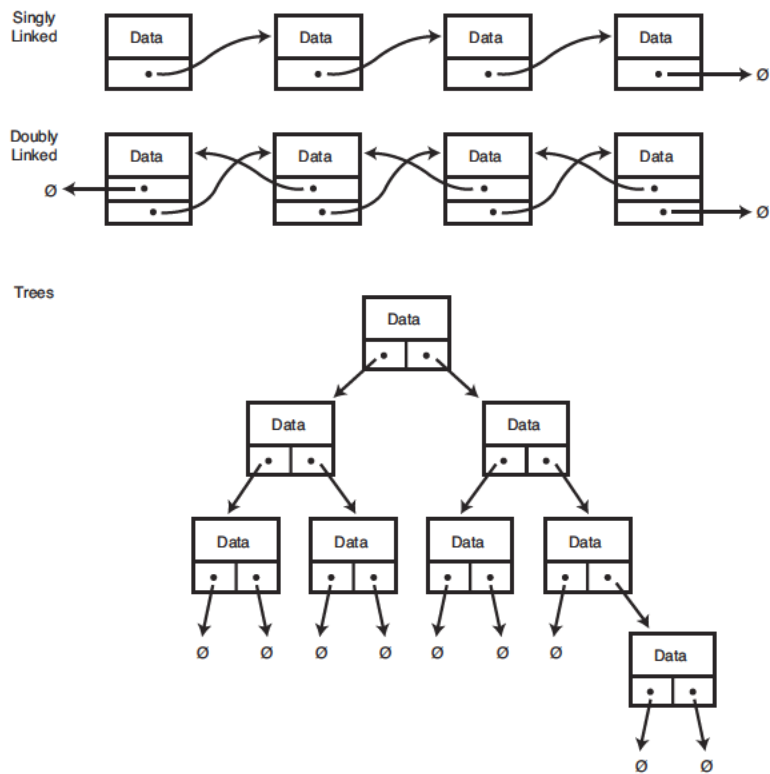 Singly
Linked
Data Data Data Data
Ø
Doubly
Linked
Data Data Data Data
Ø Ø
Trees
Data
Data Data
Data Data Data Data
Ø Ø Ø Ø Ø Ø Ø
Data
Ø Ø